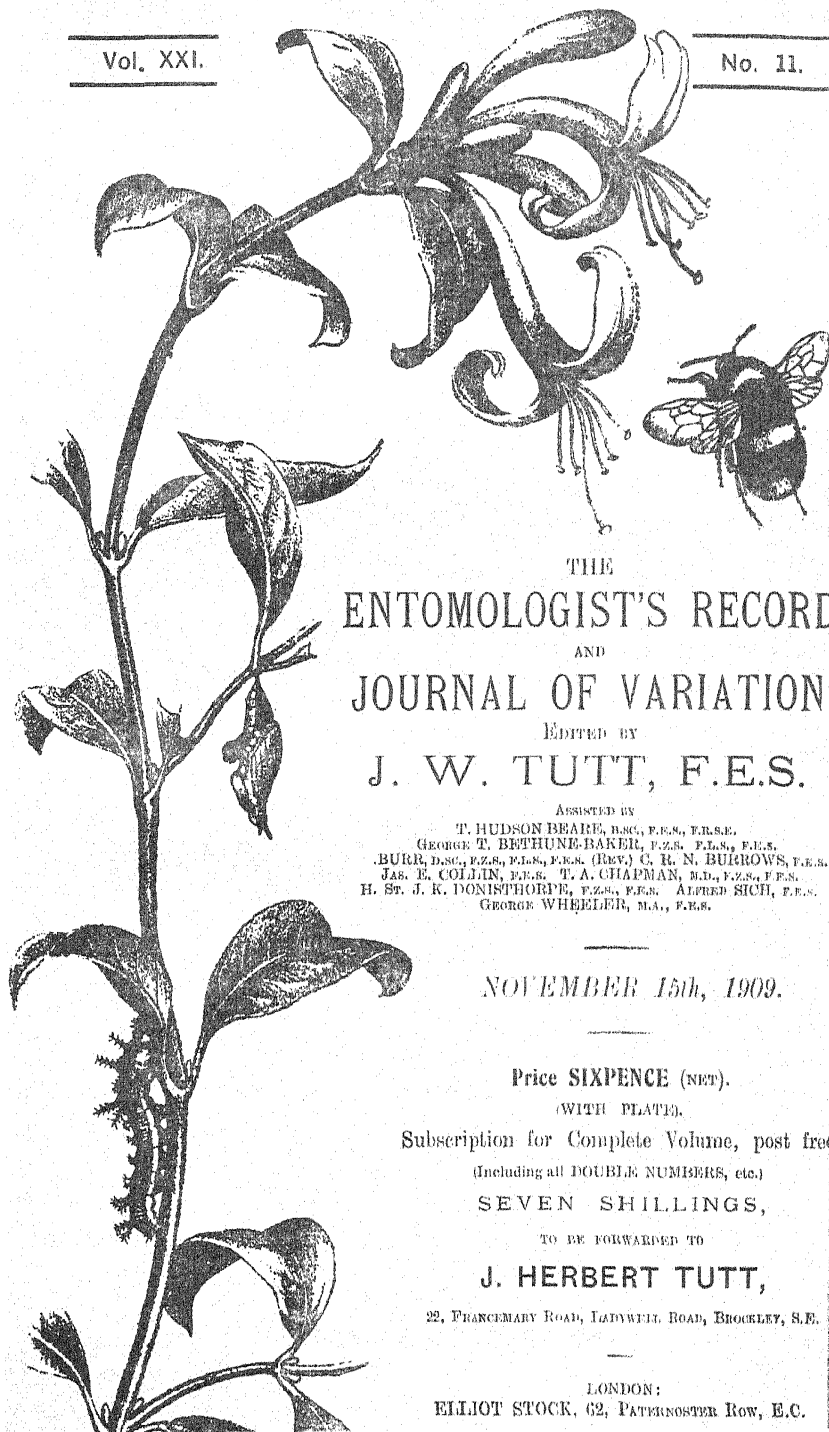 Vol. XXI.
No. 11.
THE
ENTOMOLOGIST'S RECORD
AND
JOURNAL OF VARIATION
EDITED BY
J. W. TUTT, F.E.S.
ASSISTED BY
T. HUDSON BEARE, B.SC., F.E.S., F.R.S.E.
GEORGE T. BETHUNE-BAKER, F.Z.S. F.L.S., F.E.S.
.BURR, D.SC., F.Z.S., F.L.S., F.E.S. (REV.) C. R. N. BURROWS, F.E.S.
JAS. E. COLLIN, F.E.S. T. A. CHAPMAN, M.D., F.Z.S., F.E.S.
H. ST. J. K. DONISTHORPE, F.Z.S., F.E.S. ALFRED SICH, F.E.S.
GEORGE WHEELER, M.A., F.E.S.
NOVEMBER 15th, 1909.
Price SIXPENCE (NET).
(WITH PLATE).
Subscription for Complete Volume, post free
(Including all DOUBLE NUMBERS, etc.)
SEVEN SHILLINGS,
TO BE FORWARDED TO
J. HERBERT TUTT,
22, FRANCEMARY ROAD, LADYWELL ROAD, BROCKLEY, S.E.
LONDON:
ELLIOT STOCK, 62, PATERNOSTER ROW, E.C.